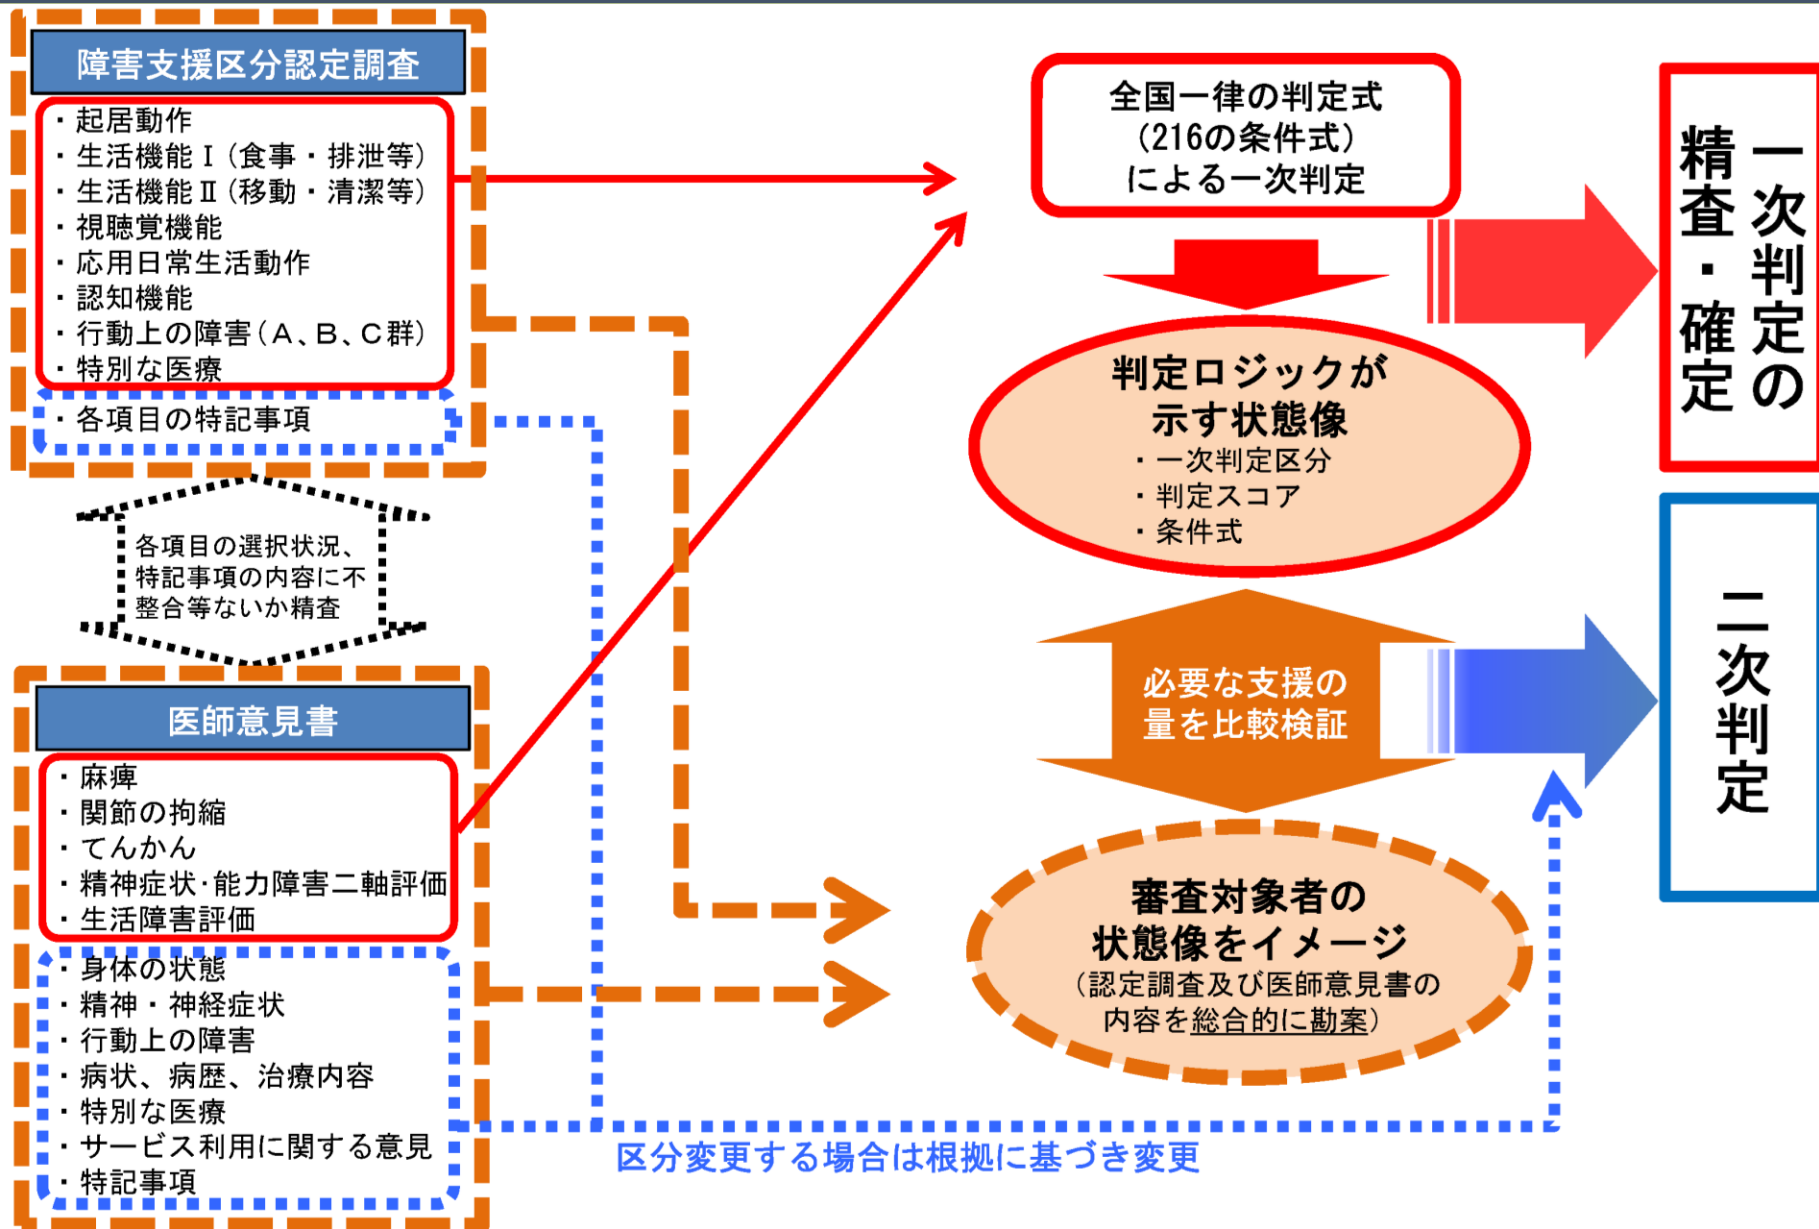 障害支援区分認定調査
・起居動作
・生活機能Ⅰ(食事・排泄等)
・生活機能Ⅱ(移動・清潔等)
・視聴覚機能
・応用日常生活動作
・認知機能
・行動上の障害(A、B、C群)
・特別な医療
・各項目の特記事項
各項目の選択状況、
特記事項の内容に不
整合等ないか精査
医師意見書
・麻痺
・関節の拘縮
・てんかん
・精神症状・能力障害二軸評価
・生活障害評価
・身体の状態
・精神・神経症状
・行動上の障害
・病状、病歴、治療内容
・特別な医療
・サービス利用に関する意見
・特記事項
全国一律の判定式
(216の条件式)
による一次判定
判定ロジックが
示す状態像
・一次判定区分
・判定スコア
・条件式
必要な支援の
量を比較検証
審査対象者の
状態像をイメージ
(認定調査及び医師意見書の
内容を総合的に勘案)
区分変更する場合は根拠に基づき変更
一次判定の
精査・確定
二次判定